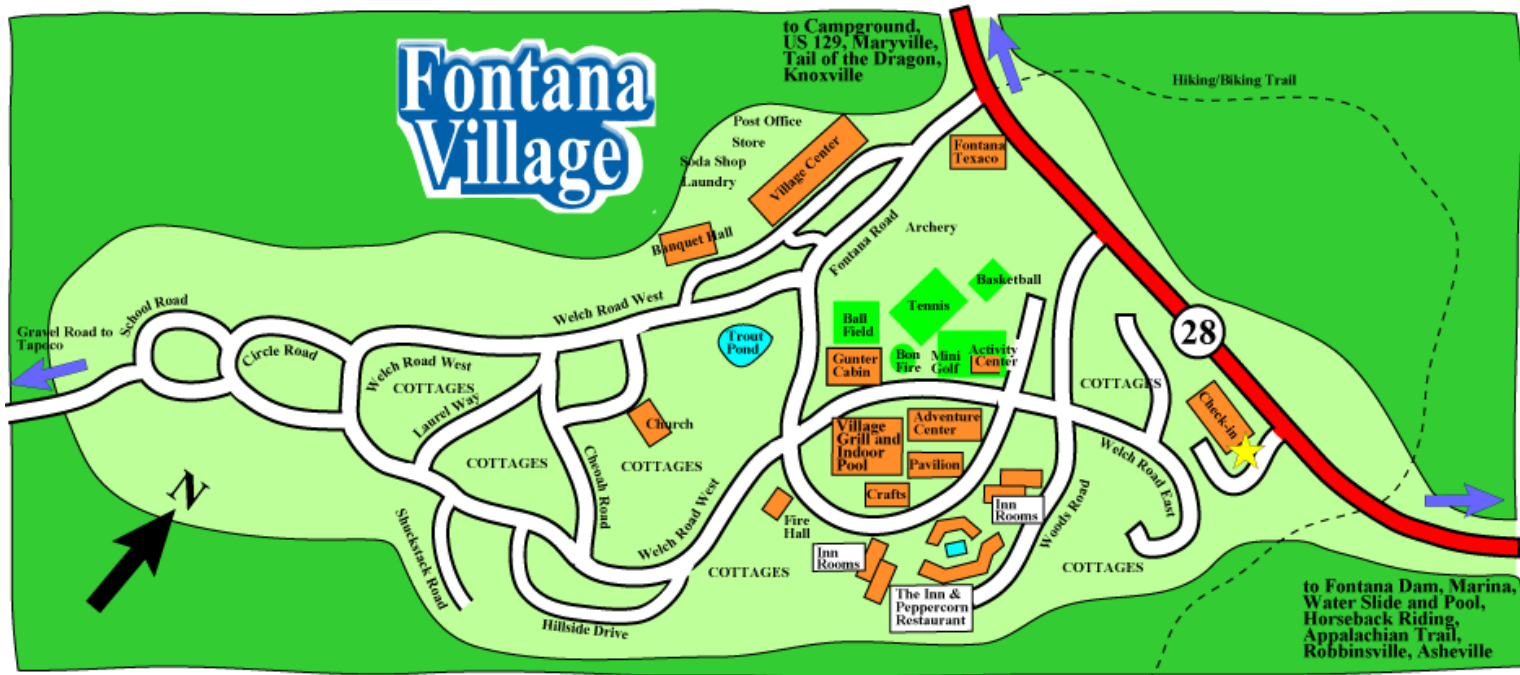 Fontana
Village
to Campground,
US 129, Maryville,
Tail of the Dragon,
Knoxville
Hiking/Biking Trail
Post Office
Store
Soda Shop
Laundry
Village Center
Fontana
Texaco
Banquet Hall
Fontana Road
Archery
Basketball
Tennis
School Road
Welch Road West
Gravel Road to
Tapoco
Circle Road
Trout
Pond
Ball
Field
28
Welch Road West
COTTAGES
Gunter
Cabin
Bon
Fire
Mini
Golf
Activity
Center
COTTAGES
Laurel Way
Church
Check-in
Village
Grill and
Indoor
Pool
Adventure
Center
COTTAGES
COTTAGES
Pavilion
Welch Road East
Cheoah Road
Crafts
N
Welch Road West
Inn
Rooms
Woods Road
Shuckstack Road
Fire
Hall
Inn
Rooms
COTTAGES
COTTAGES
The Inn &
Peppercorn
Restaurant
Hillside Drive
to Fontana Dam, Marina,
Water Slide and Pool,
Horseback Riding,
Appalachian Trail,
Robbinsville, Asheville